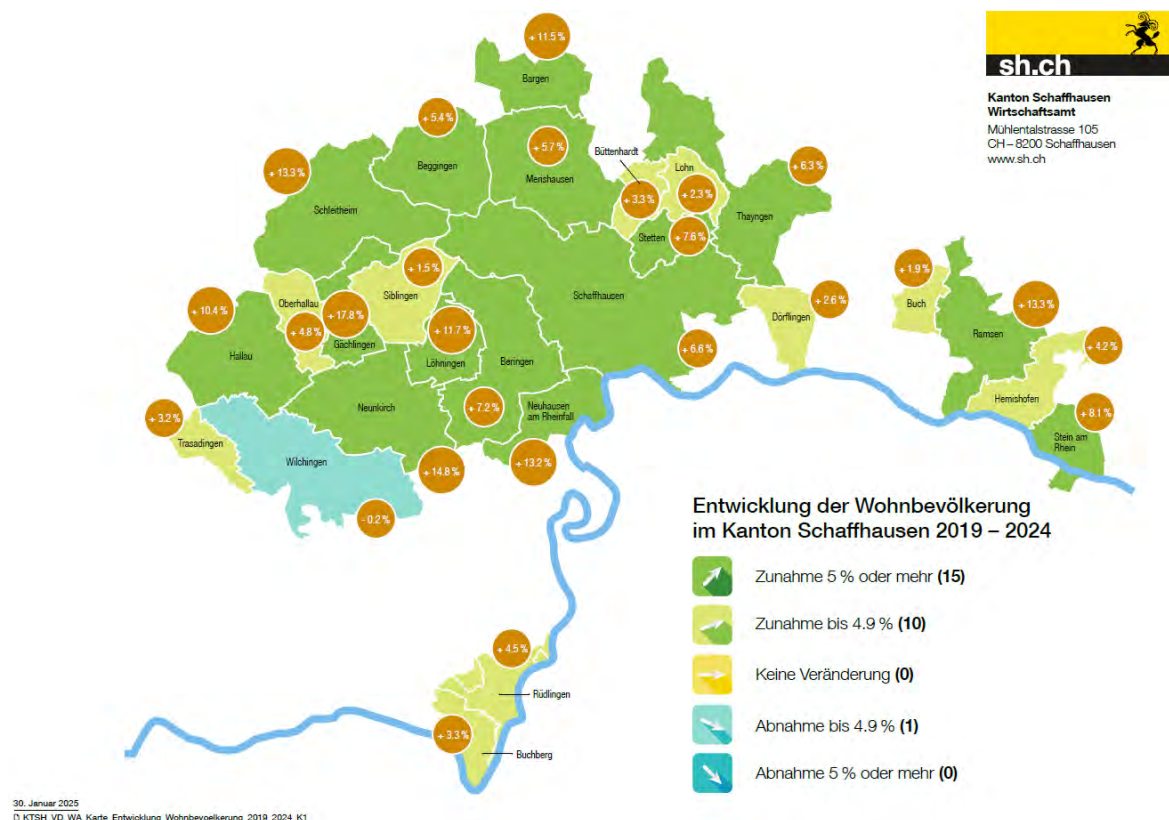 + 11.5 %
Bargen
sh.ch
Kanton Schaffhausen
Wirtschaftsamt
Mühlentalstrasse 105
CH – 8200 Schaffhausen
www.sh.ch
+ 5.4 %
Beggingen
+ 5.7 %
Merishausen
Büttenhardt
+ 3.3 %
Lohn
+ 2.3 %
+ 6.3 %
Thayngen
+ 13.3 %
Schleitheim
Stetten
+ 7.6 %
+ 1.5 %
Siblingen
Schaffhausen
+ 1.9 %
Buch
+ 2.6 %
Dörflingen
+ 13.3 %
Ramsen
+ 10.4 %
Hallau
Oberhallau
+ 4.8 %
+ 17.8 %
Gächlingen
+ 11.7 %
Löhningen
Beringen
+ 6.6 %
+ 4.2 %
Hemishofen
+ 8.1 %
Stein am
Rhein
+ 3.2 %
Trasadingen
Wilchingen
- 0.2 %
Neunkirch
+ 14.8 %
+ 7.2 %
Neuhausen
am Rheinfall
+ 13.2 %
Entwicklung der Wohnbevölkerung
im Kanton Schaffhausen 2019 – 2024
Zunahme 5 % oder mehr (15)
Zunahme bis 4.9 % (10)
Keine Veränderung (0)
Abnahme bis 4.9 % (1)
Abnahme 5 % oder mehr (0)
+ 4.5 %
Rüdlingen
+ 3.3 %
Buchberg
30. Januar 2025
D_KTSH_VD_WA_Karte_Entwicklung_Wohnbevoelkerung_2019_2024_K1